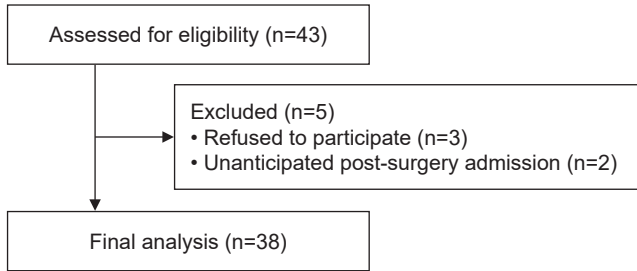 Assessed for eligibility (n=43)
Excluded (n=5)
• Refused to participate (n=3)
• Unanticipated post-surgery admission (n=2)
Final analysis (n=38)